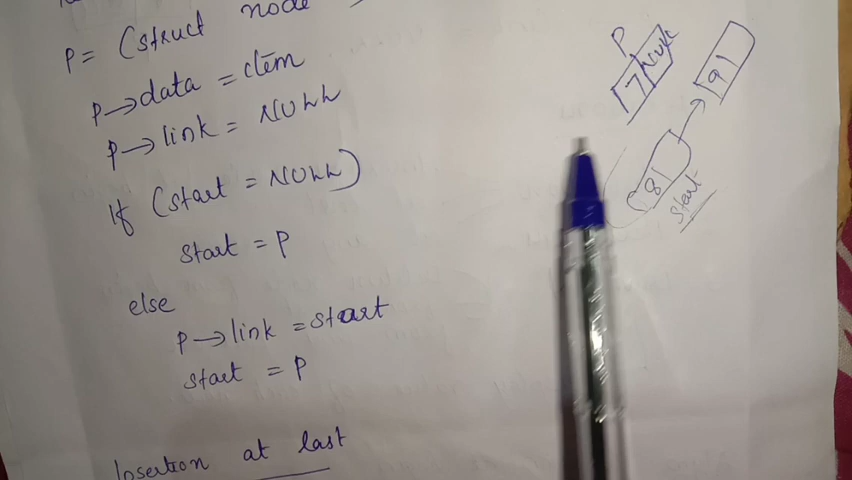 P= (struct node
P→data =item
P→link = NULL
If (start = NULL)
start = P
else
P→link =start
start = P
Insertion at last
P
7 NULL
9
8
start